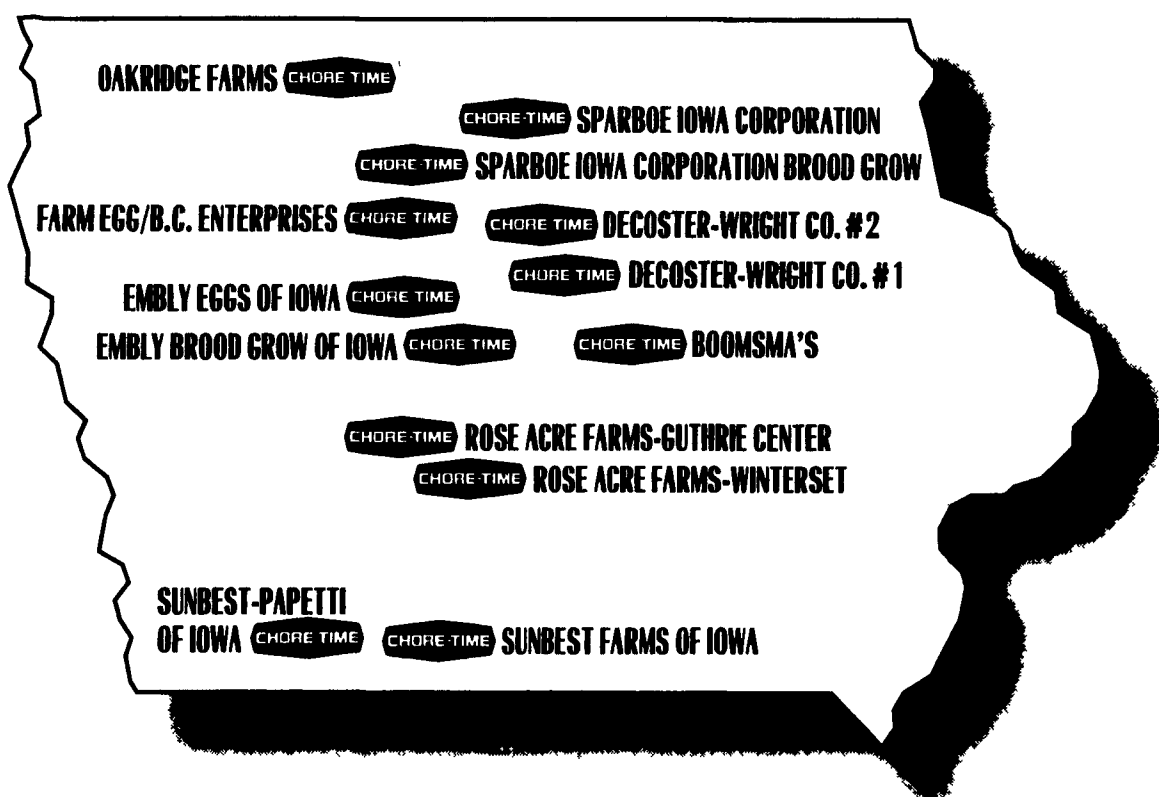 OAKRIDGE FARMS CHORE TIME
CHORE-TIME SPARBOE IOWA CORPORATION
CHORE-TIME SPARBOE IOWA CORPORATION BROOD GROW
FARM EGG/B.C. ENTERPRISES CHORE TIME
CHORE TIME DECOSTER-WRIGHT CO. #2
CHORE TIME DECOSTER-WRIGHT CO. #1
EMBLY EGGS OF IOWA CHORE TIME
EMBLY BROOD GROW OF IOWA CHORE TIME
CHORE TIME BOOMSMA'S
CHORE-TIME ROSE ACRE FARMS-GUTHRIE CENTER
CHORE-TIME ROSE ACRE FARMS-WINTERSET
SUNBEST-PAPETTI
OF IOWA CHORE TIME
CHORE-TIME SUNBEST FARMS OF IOWA